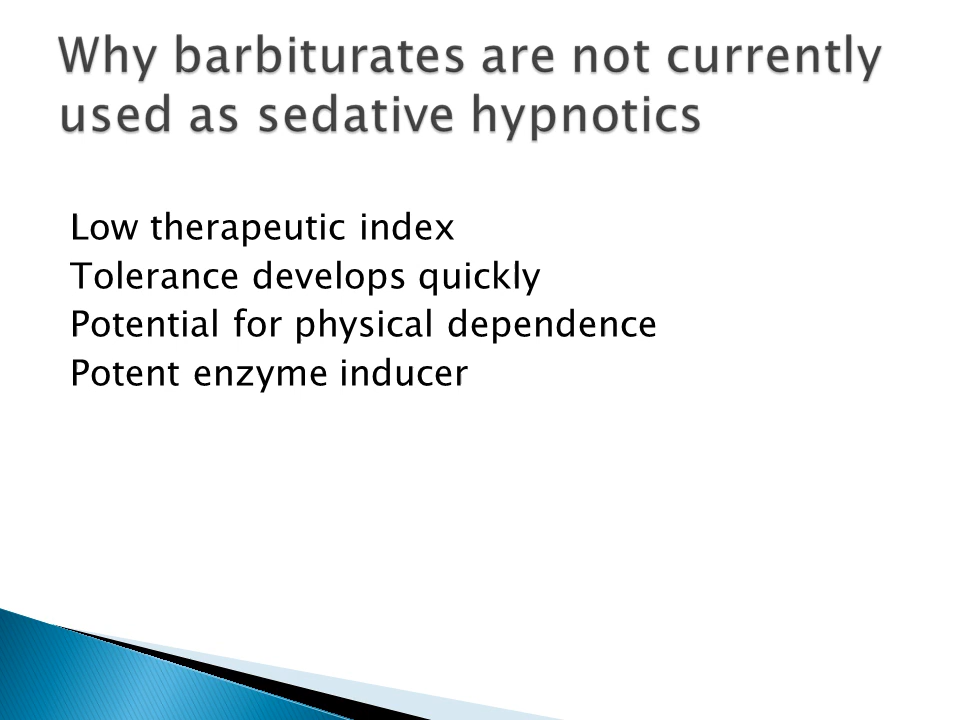 Why barbiturates are not currently
used as sedative hypnotics
Low therapeutic index
Tolerance develops quickly
Potential for physical dependence
Potent enzyme inducer